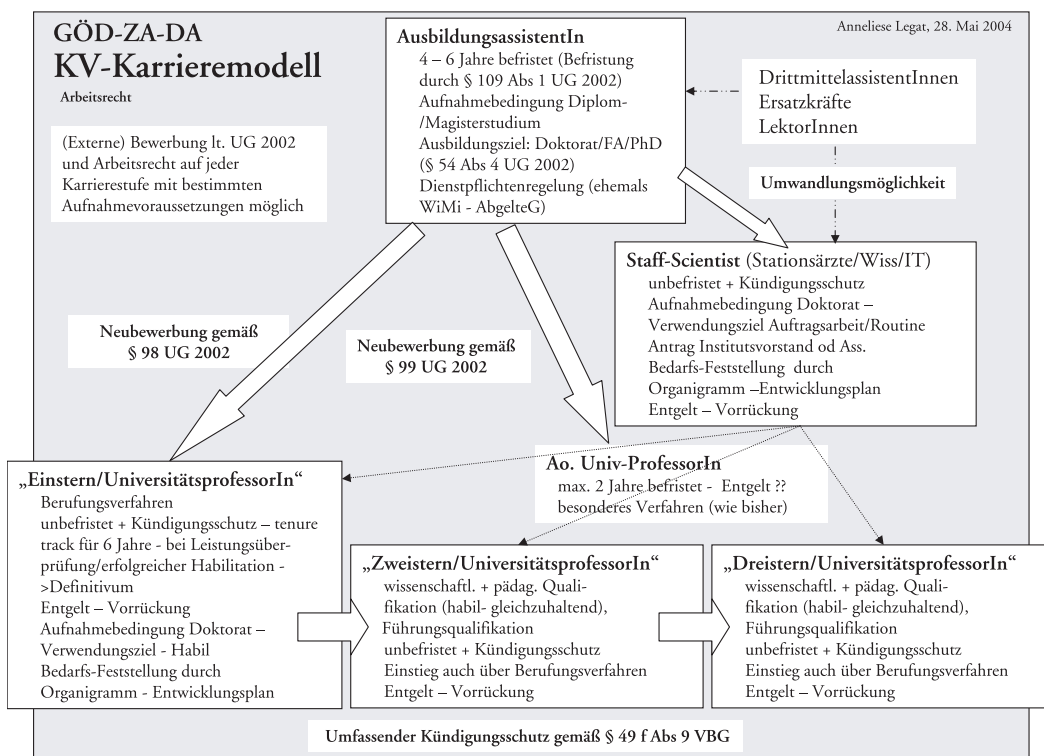 GÖD-ZA-DA
KV-Karrieremodell
Arbeitsrecht
Anneliese Legat, 28. Mai 2004
(Externe) Bewerbung lt. UG 2002
und Arbeitsrecht auf jeder
Karrierestufe mit bestimmten
Aufnahmevoraussetzungen möglich
AusbildungsassistentIn
4 – 6 Jahre befristet (Befristung
durch § 109 Abs 1 UG 2002)
Aufnahmebedingung Diplom-
/Magisterstudium
Ausbildungsziel: Doktorat/FA/PhD
(§ 54 Abs 4 UG 2002)
Dienstpflichtenregelung (ehemals
WiMi - AbgelteG)
DrittmittelassistentInnen
Ersatzkräfte
LektorInnen
Umwandlungsmöglichkeit
Staff-Scientist (Stationsärzte/Wiss/IT)
unbefristet + Kündigungsschutz
Aufnahmebedingung Doktorat –
Verwendungsziel Auftragsarbeit/Routine
Antrag Institutsvorstand od Ass.
Bedarfs-Feststellung durch
Organigramm –Entwicklungsplan
Entgelt – Vorrückung
Neubewerbung gemäß
§ 98 UG 2002
Neubewerbung gemäß
§ 99 UG 2002
Ao. Univ-ProfessorIn
max. 2 Jahre befristet - Entgelt ??
besonderes Verfahren (wie bisher)
„Einstern/UniversitätsprofessorIn“
Berufungsverfahren
unbefristet + Kündigungsschutz – tenure
track für 6 Jahre - bei Leistungsüber-
prüfung/erfolgreicher Habilitation -
>Definitivum
Entgelt – Vorrückung
Aufnahmebedingung Doktorat –
Verwendungsziel - Habil
Bedarfs-Feststellung durch
Organigramm - Entwicklungsplan
„Zweistern/UniversitätsprofessorIn“
wissenschaftl. + pädag. Quali-
fikation (habil- gleichzuhaltend),
Führungsqualifikation
unbefristet + Kündigungsschutz
Einstieg auch über Berufungsverfahren
Entgelt – Vorrückung
„Dreistern/UniversitätsprofessorIn“
wissenschaftl. + pädag. Quali-
fikation (habil- gleichzuhaltend),
Führungsqualifikation
unbefristet + Kündigungsschutz
Einstieg auch über Berufungsverfahren
Entgelt – Vorrückung
Umfassender Kündigungsschutz gemäß § 49 f Abs 9 VBG